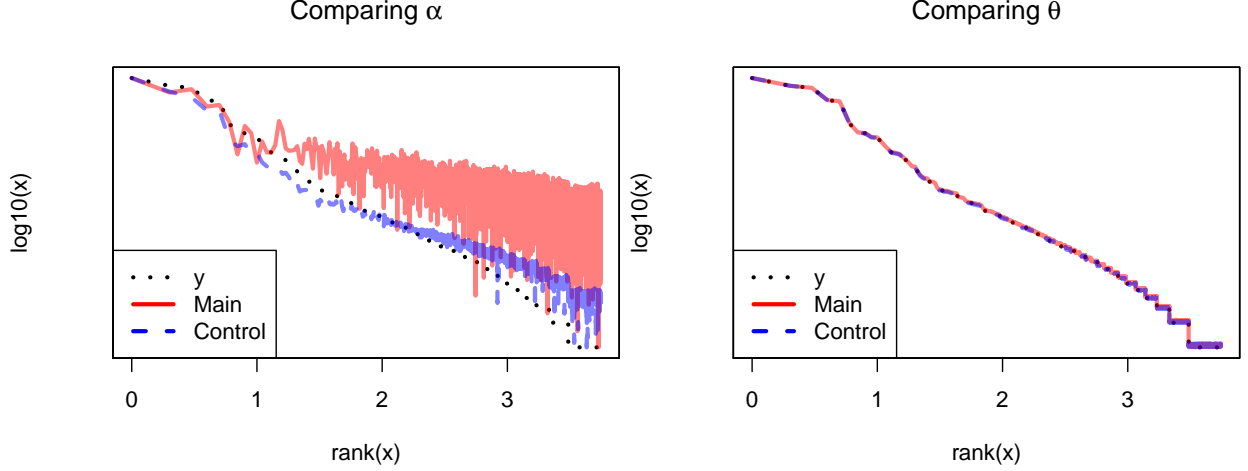 Comparing α
log10(x)
y
Main
Control
0 1 2 3
rank(x)
Comparing θ
log10(x)
y
Main
Control
0 1 2 3
rank(x)